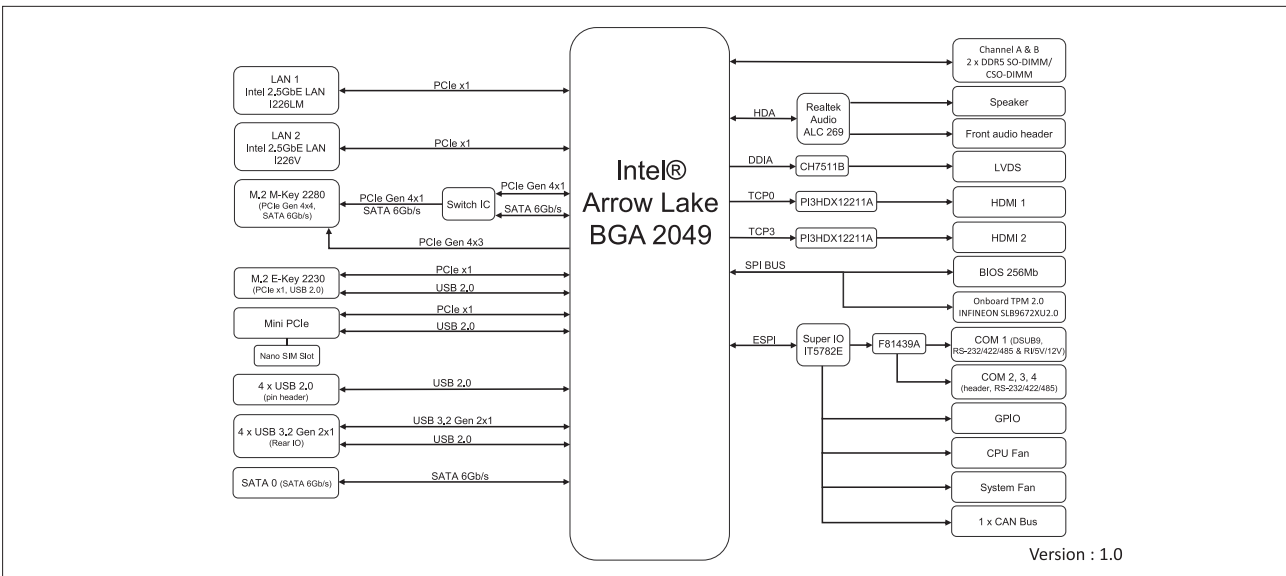 LAN 1
Intel 2.5GbE LAN
I226LM
PCIe x1
LAN 2
Intel 2.5GbE LAN
I226V
PCIe x1
M.2 M-Key 2280
(PCIe Gen 4x4,
SATA 6Gb/s)
PCIe Gen 4x1
SATA 6Gb/s
Switch IC
PCIe Gen 4x1
SATA 6Gb/s
PCIe Gen 4x3
M.2 E-Key 2230
(PCIe x1, USB 2.0)
PCIe x1
USB 2.0
Mini PCIe
PCIe x1
USB 2.0
Nano SIM Slot
4 x USB 2.0
(pin header)
USB 2.0
4 x USB 3.2 Gen 2x1
(Rear IO)
USB 3.2 Gen 2x1
USB 2.0
SATA 0 (SATA 6Gb/s)
SATA 6Gb/s
Intel®
Arrow Lake
BGA 2049
Channel A & B
2 x DDR5 SO-DIMM/
CSO-DIMM
HDA
Realtek
Audio
ALC 269
Speaker
Front audio header
DDIA
CH7511B
LVDS
TCP0
PI3HDX12211A
HDMI 1
TCP3
PI3HDX12211A
HDMI 2
SPI BUS
BIOS 256Mb
Onboard TPM 2.0
INFINEON SLB9672XU2.0
ESPI
Super IO
IT5782E
F81439A
COM 1 (DSUB9,
RS-232/422/485 & RI/5V/12V)
COM 2, 3, 4
(header, RS-232/422/485)
GPIO
CPU Fan
System Fan
1 x CAN Bus
Version : 1.0